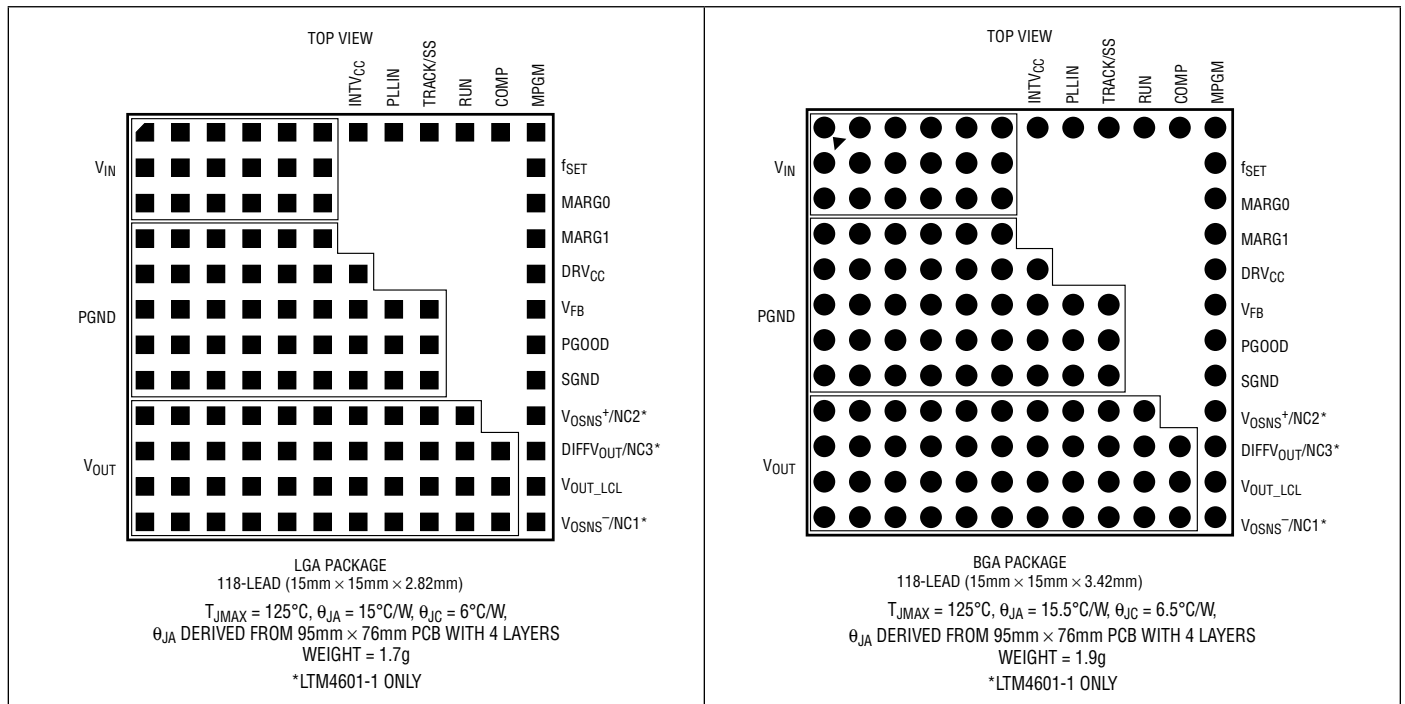 TOP VIEW
INTVCC
PLLIN
TRACK/SS
RUN
COMP
MPGM
VIN
fSET
MARG0
MARG1
DRVCC
PGND
VFB
PGOOD
SGND
VOSNS+/NC2*
VOUT
DIFFVOUT/NC3*
VOUT_LCL
VOSNS–/NC1*
LGA PACKAGE
118-LEAD (15mm × 15mm × 2.82mm)
TJMAX = 125°C, θJA = 15°C/W, θJC = 6°C/W,
θJA DERIVED FROM 95mm × 76mm PCB WITH 4 LAYERS
WEIGHT = 1.7g
*LTM4601-1 ONLY
TOP VIEW
INTVCC
PLLIN
TRACK/SS
RUN
COMP
MPGM
VIN
fSET
MARG0
MARG1
DRVCC
PGND
VFB
PGOOD
SGND
VOSNS+/NC2*
VOUT
DIFFVOUT/NC3*
VOUT_LCL
VOSNS–/NC1*
BGA PACKAGE
118-LEAD (15mm × 15mm × 3.42mm)
TJMAX = 125°C, θJA = 15.5°C/W, θJC = 6.5°C/W,
θJA DERIVED FROM 95mm × 76mm PCB WITH 4 LAYERS
WEIGHT = 1.9g
*LTM4601-1 ONLY